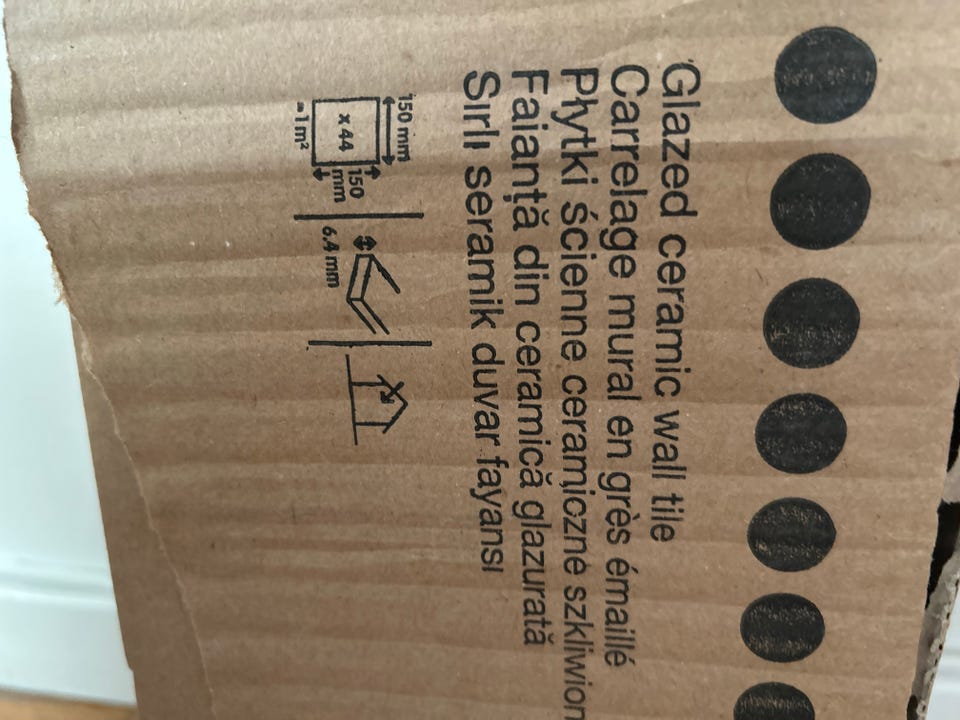 Glazed ceramic wall tile
Carrelage mural en grès émaillé
Płytki ścienne ceramiczne szkliwion
Faianță din ceramică glazurată
Sırlı seramik duvar fayansı
150 mm
x 44
150 mm
≈1 m²
6.4 mm